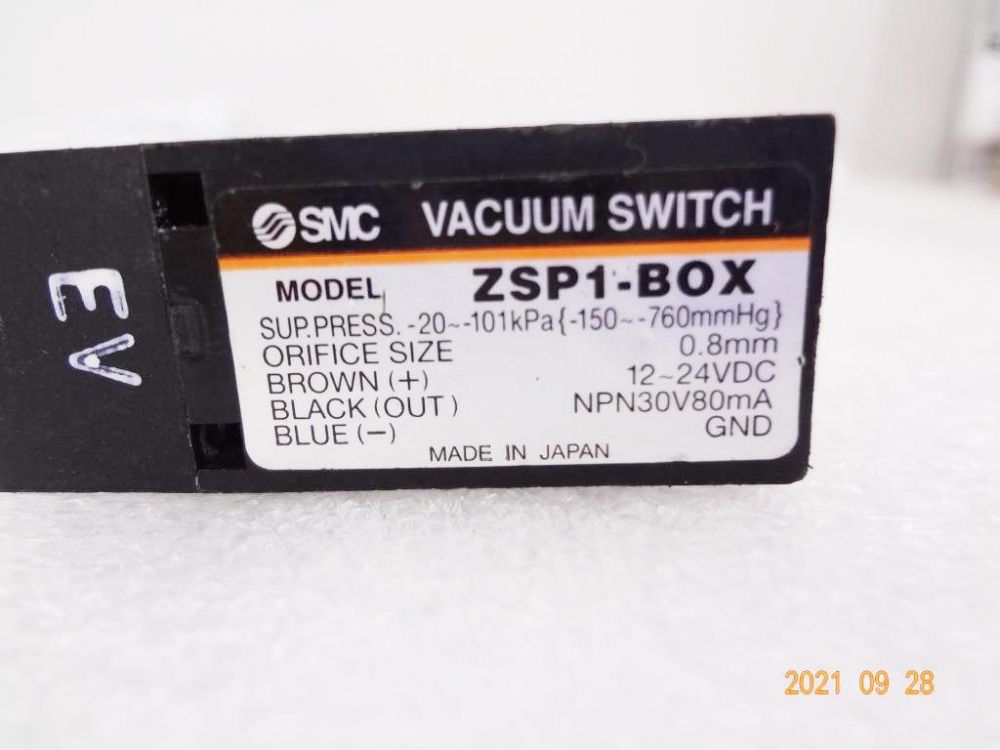 EV
SMC VACUUM SWITCH
MODEL ZSP1-BOX
SUP.PRESS. -20~-101kPa{-150~-760mmHg}
ORIFICE SIZE 0.8mm
BROWN (+) 12~24VDC
BLACK (OUT) NPN30V80mA
BLUE (−) GND
MADE IN JAPAN
2021 09 28